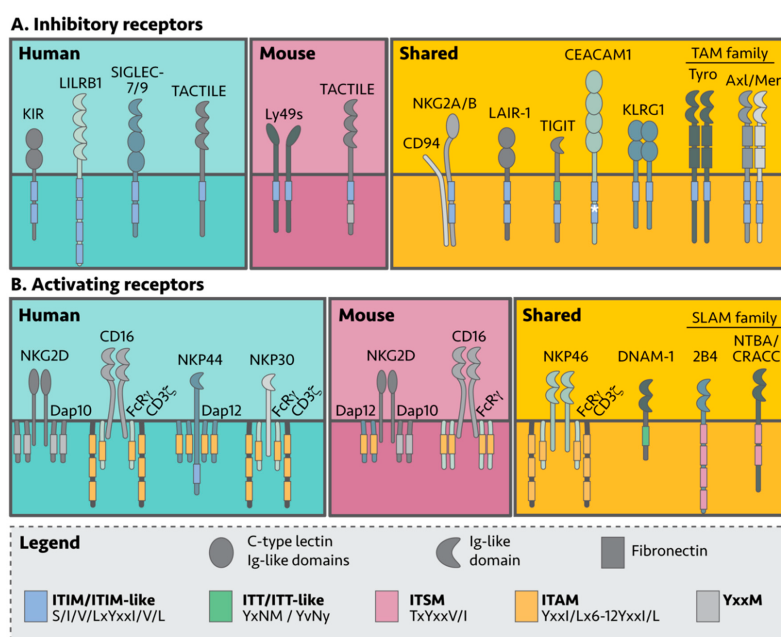 A. Inhibitory receptors
Human
KIR
LILRB1
SIGLEC-
7/9
TACTILE
Mouse
Ly49s
TACTILE
Shared
CD94
NKG2A/B
LAIR-1
TIGIT
CEACAM1
*
KLRG1
TAM family
Tyro
Axl/Mer
B. Activating receptors
Human
NKG2D
Dap10
CD16
FcRγ
CD3ζ
NKP44
Dap12
NKP30
FcRγ
CD3ζ
Mouse
NKG2D
Dap12
Dap10
CD16
FcRγ
Shared
NKP46
FcRγ
CD3ζ
DNAM-1
SLAM family
2B4
NTBA/
CRACC
Legend
C-type lectin
Ig-like domains
Ig-like
domain
Fibronectin
ITIM/ITIM-like
S/I/V/LxYxxI/V/L
ITT/ITT-like
YxNM / YvNy
ITSM
TxYxxV/I
ITAM
YxxI/Lx6-12YxxI/L
YxxM